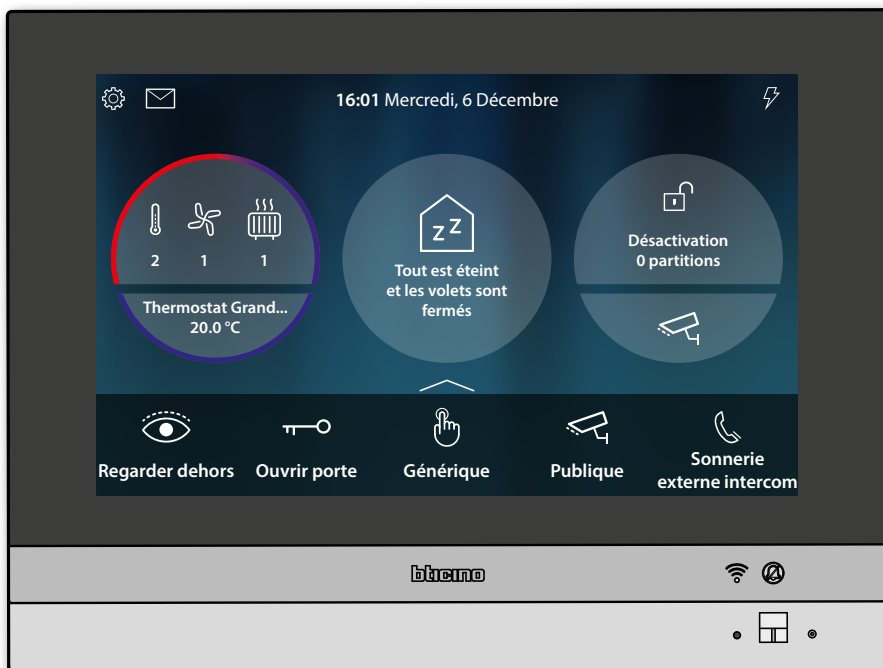 16:01 Mercredi, 6 Décembre
2 1 1
Thermostat Grand...
20.0 °C
zZ
Tout est éteint
et les volets sont
fermés
Désactivation
0 partitions
Regarder dehors
Ouvrir porte
Générique
Publique
Sonnerie
externe intercom
bticino